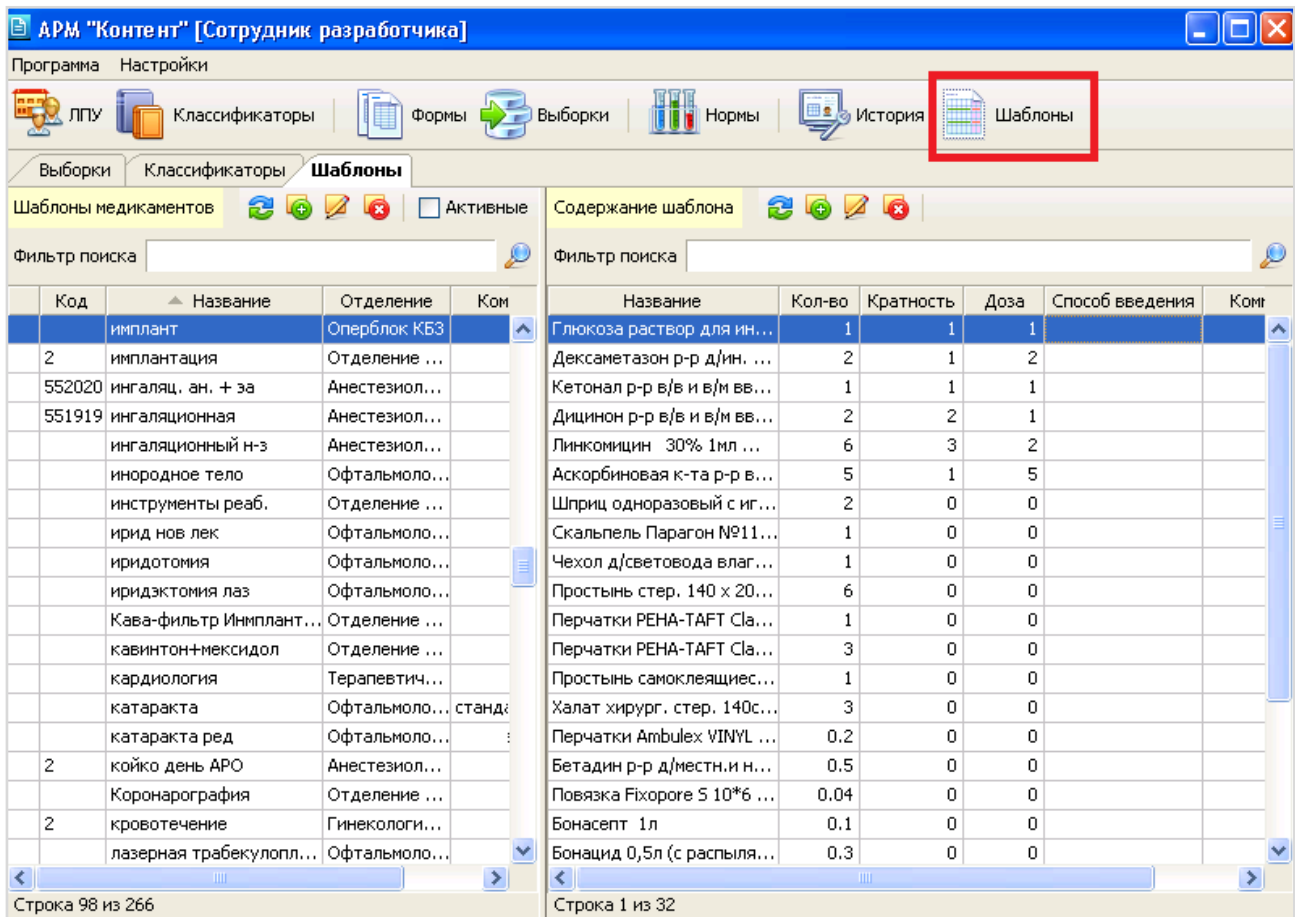 АРМ "Контент" [Сотрудник разработчика]
Программа Настройки
ЛПУ Классификаторы Формы Выборки Нормы История Шаблоны
Выборки Классификаторы Шаблоны
Шаблоны медикаментов Активные Содержание шаблона
Фильтр поиска Фильтр поиска
Код Название Отделение Ком Название Кол-во Кратность Доза Способ введения Комм
имплант Оперблок КБЗ Глюкоза раствор для ин... 1 1 1
2 имплантация Отделение ... Дексаметазон р-р д/ин. ... 2 1 2
552020 ингаляц. ан. + за Анестезиол... Кетонал р-р в/в и в/м вв... 1 1 1
551919 ингаляционная Анестезиол... Дицинон р-р в/в и в/м вв... 2 2 1
ингаляционный н-з Анестезиол... Линкомицин 30% 1мл ... 6 3 2
инородное тело Офтальмоло... Аскорбиновая к-та р-р в... 5 1 5
инструменты реаб. Отделение ... Шприц одноразовый с иг... 2 0 0
ирид нов лек Офтальмоло... Скальпель Парагон №11... 1 0 0
иридотомия Офтальмоло... Чехол д/световода влаг... 1 0 0
иридэктомия лаз Офтальмоло... Простынь стер. 140 х 20... 6 0 0
Кава-фильтр Инмплант... Отделение ... Перчатки PEHA-TAFT Cla... 1 0 0
кавинтон+мексидол Отделение ... Перчатки PEHA-TAFT Cla... 3 0 0
кардиология Терапевтич... Простынь самоклеящиес... 1 0 0
катаракта Офтальмоло... станда Халат хирург. стер. 140с... 3 0 0
катаракта ред Офтальмоло... Перчатки Ambulex VINYL ... 0.2 0 0
2 койко день АРО Анестезиол... Бетадин р-р д/местн.и н... 0.5 0 0
Коронарография Отделение ... Повязка Fixopore S 10*6 ... 0.04 0 0
2 кровотечение Гинекологи... Бонасепт 1л 0.1 0 0
лазерная трабекулопл... Офтальмоло... Бонацид 0,5л (с распыля... 0.3 0 0
Строка 98 из 266 Строка 1 из 32